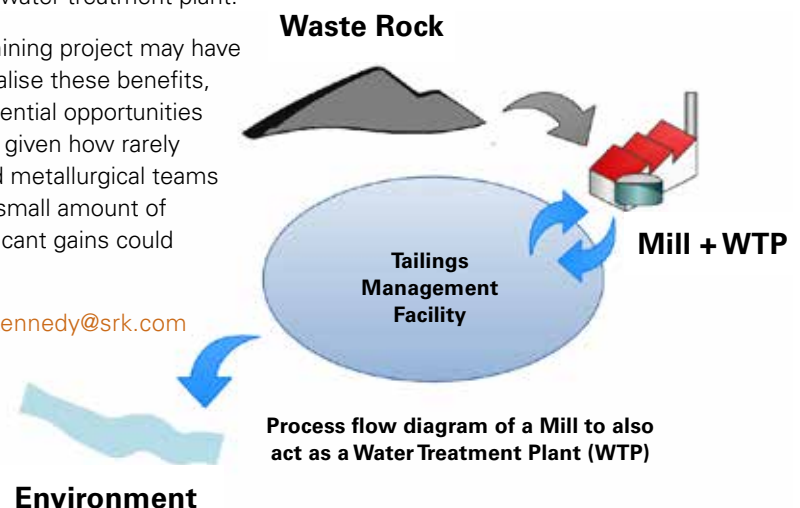 water treatment plant.
ining project may have
alise these benefits,
ential opportunities
given how rarely
d metallurgical teams
small amount of
icant gains could
ennedy@srk.com
Waste Rock
Mill + WTP
Tailings
Management
Facility
Process flow diagram of a Mill to also
act as a Water Treatment Plant (WTP)
Environment